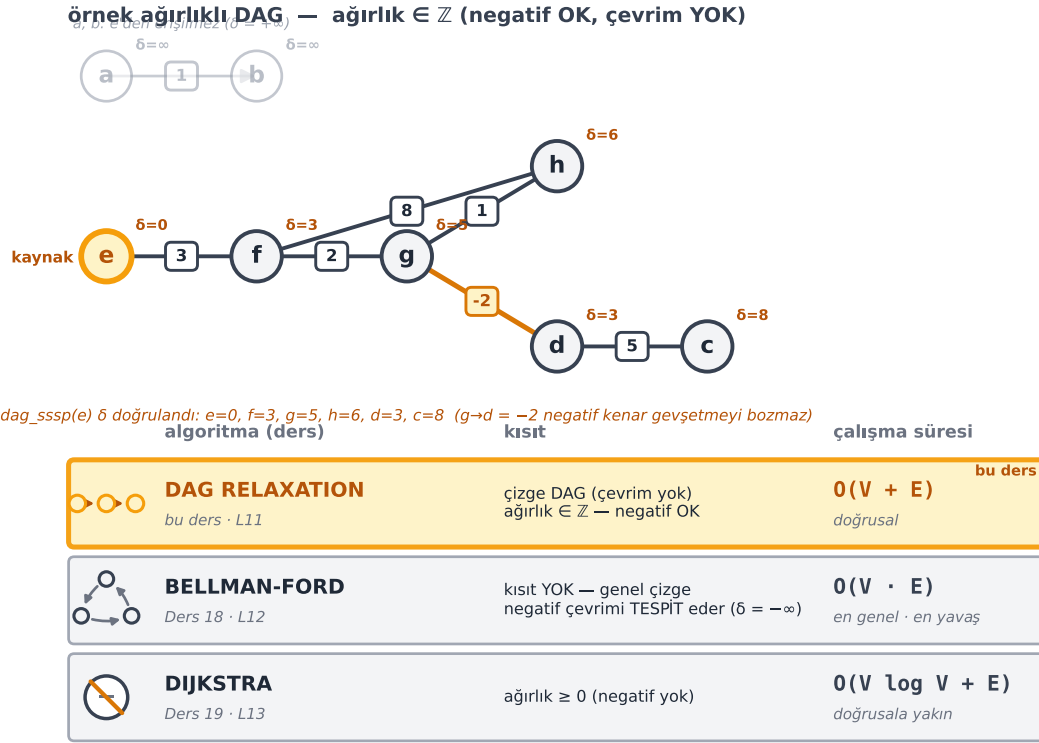 örnek ağırlıklı DAG — ağırlık ∈ ℤ (negatif OK, çevrim YOK)
a, b: e'den erişilmez (δ = +∞)
δ=∞ δ=∞
a 1 b
δ=6
h
8 1
δ=0 δ=3 δ=5
kaynak e 3 f 2 g
-2
δ=3 δ=8
d 5 c
dag_sssp(e) δ doğrulandı: e=0, f=3, g=5, h=6, d=3, c=8 (g→d = −2 negatif kenar gevşetmeyi bozmaz)
algoritma (ders) kısıt çalışma süresi
bu ders
DAG RELAXATION çizge DAG (çevrim yok) O(V + E)
bu ders · L11 ağırlık ∈ ℤ — negatif OK doğrusal
BELLMAN-FORD kısıt YOK — genel çizge O(V · E)
Ders 18 · L12 negatif çevrimi TESPİT eder (δ = −∞) en genel · en yavaş
DIJKSTRA ağırlık ≥ 0 (negatif yok) O(V log V + E)
Ders 19 · L13 doğrusala yakın